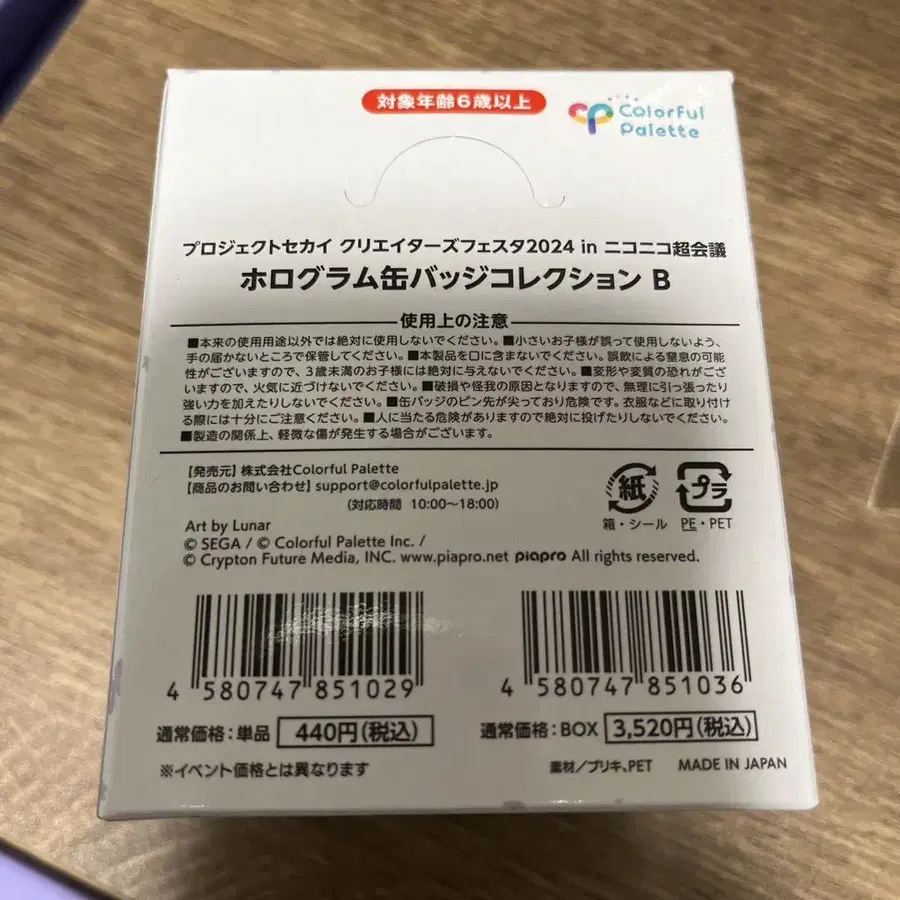 対象年齢6歳以上
Colorful
Palette
プロジェクトセカイ クリエイターズフェスタ2024 in ニコニコ超会議
ホログラム缶バッジコレクション B
使用上の注意
■本来の使用用途以外では絶対に使用しないでください。■小さいお子様が誤って使用しないよう、
手の届かないところで保管してください。■本製品を口に含まないでください。誤飲による窒息の可能
性がございますので、3歳未満のお子様には絶対に与えないでください。■変形や変質の恐れがござ
いますので、火気に近づけないでください。■破損や怪我の原因となりますので、無理に引っ張ったり
強い力を加えたりしないでください。■缶バッジのピン先が尖っており危険です。衣服などに取り付け
る際には十分にご注意ください。■人に当たる危険がありますので絶対に投げたりしないでください。
■製造の関係上、軽微な傷が発生する場合がございます。
【発売元】株式会社Colorful Palette
【商品のお問い合わせ】support@colorfulpalette.jp
(対応時間 10:00〜18:00)
紙
プラ
箱・シール
PE・PET
Art by Lunar
© SEGA / © Colorful Palette Inc. /
© Crypton Future Media, INC. www.piapro.net piapro All rights reserved.
4 580747 851029
4 580747 851036
通常価格:単品 440円(税込)
通常価格:BOX 3,520円(税込)
※イベント価格とは異なります
素材/ブリキ、PET MADE IN JAPAN